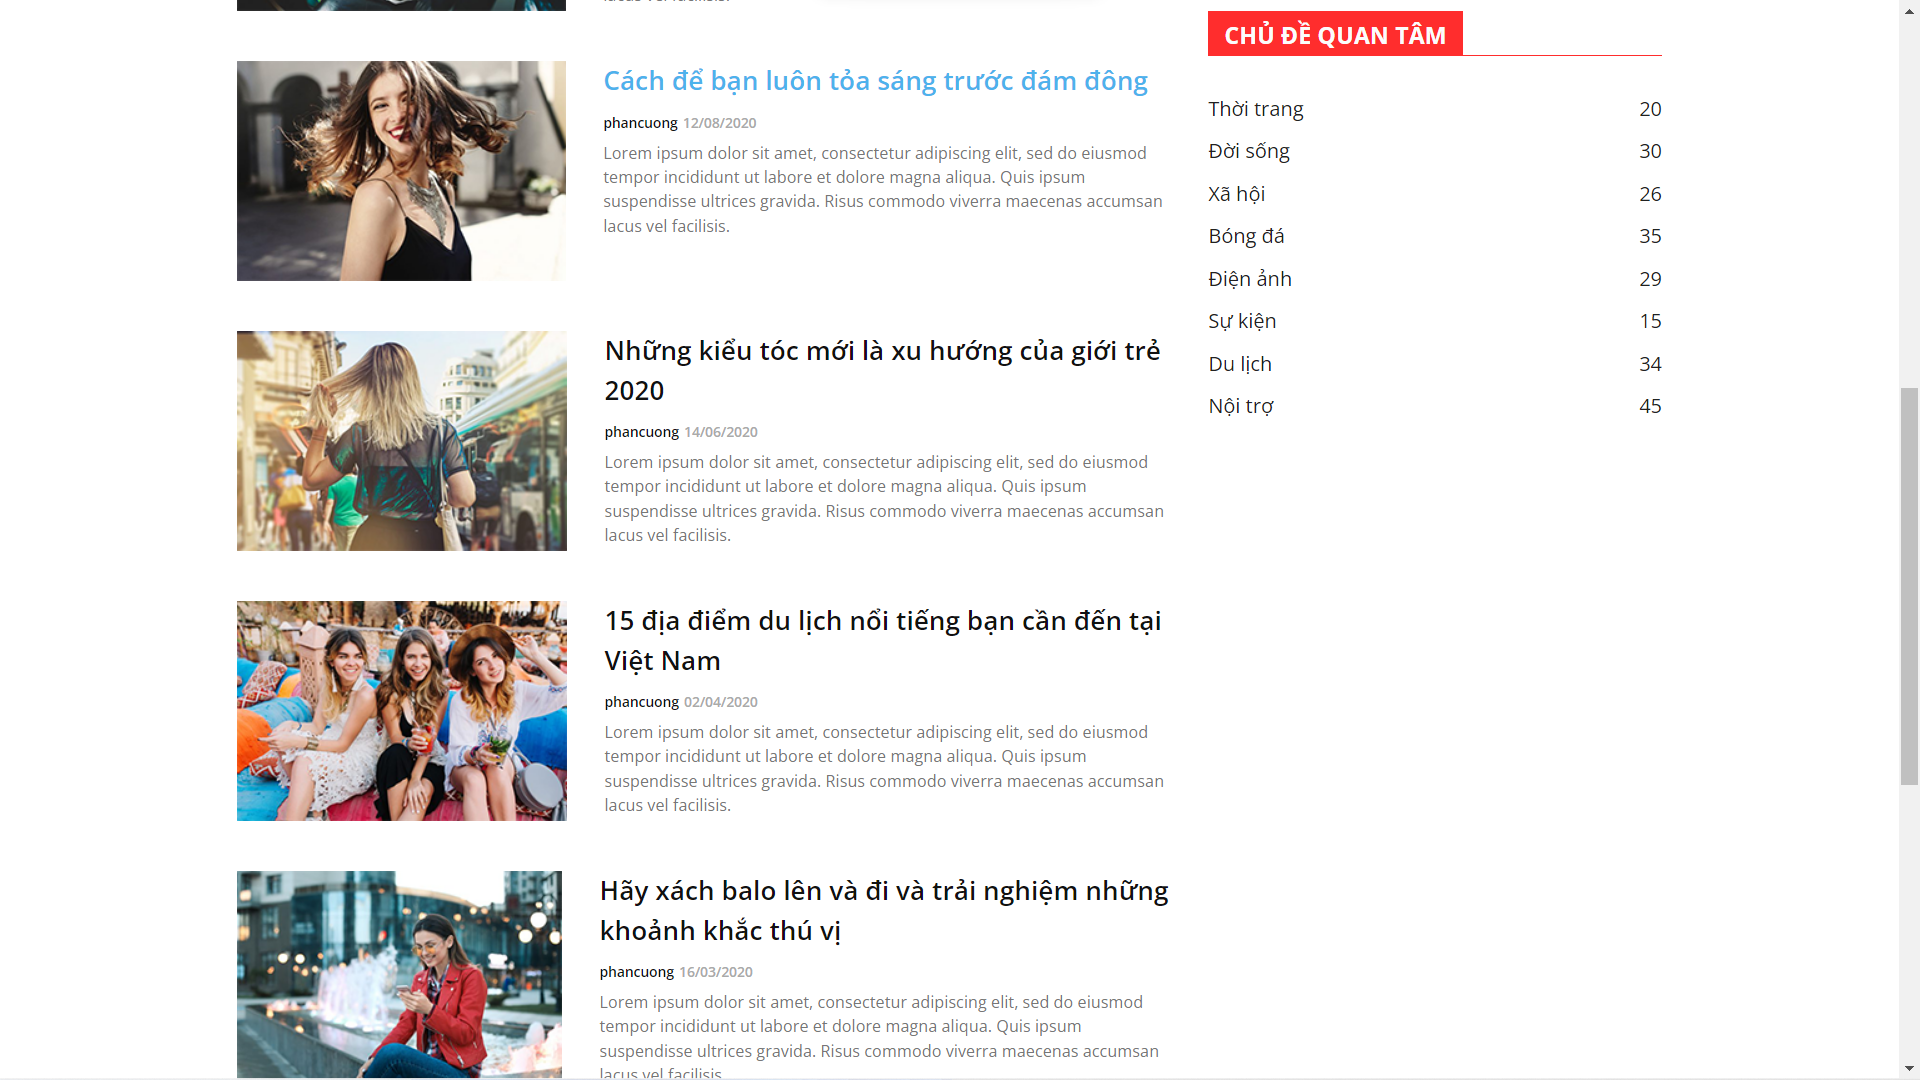 Cách để bạn luôn tỏa sáng trước đám đông
phancuong 12/08/2020
Lorem ipsum dolor sit amet, consectetur adipiscing elit, sed do eiusmod
tempor incididunt ut labore et dolore magna aliqua. Quis ipsum
suspendisse ultrices gravida. Risus commodo viverra maecenas accumsan
lacus vel facilisis.
Những kiểu tóc mới là xu hướng của giới trẻ
2020
phancuong 14/06/2020
Lorem ipsum dolor sit amet, consectetur adipiscing elit, sed do eiusmod
tempor incididunt ut labore et dolore magna aliqua. Quis ipsum
suspendisse ultrices gravida. Risus commodo viverra maecenas accumsan
lacus vel facilisis.
15 địa điểm du lịch nổi tiếng bạn cần đến tại
Việt Nam
phancuong 02/04/2020
Lorem ipsum dolor sit amet, consectetur adipiscing elit, sed do eiusmod
tempor incididunt ut labore et dolore magna aliqua. Quis ipsum
suspendisse ultrices gravida. Risus commodo viverra maecenas accumsan
lacus vel facilisis.
Hãy xách balo lên và đi và trải nghiệm những
khoảnh khắc thú vị
phancuong 16/03/2020
Lorem ipsum dolor sit amet, consectetur adipiscing elit, sed do eiusmod
tempor incididunt ut labore et dolore magna aliqua. Quis ipsum
suspendisse ultrices gravida. Risus commodo viverra maecenas accumsan
lacus vel facilisis.
CHỦ ĐỀ QUAN TÂM
Thời trang 20
Đời sống 30
Xã hội 26
Bóng đá 35
Điện ảnh 29
Sự kiện 15
Du lịch 34
Nội trợ 45